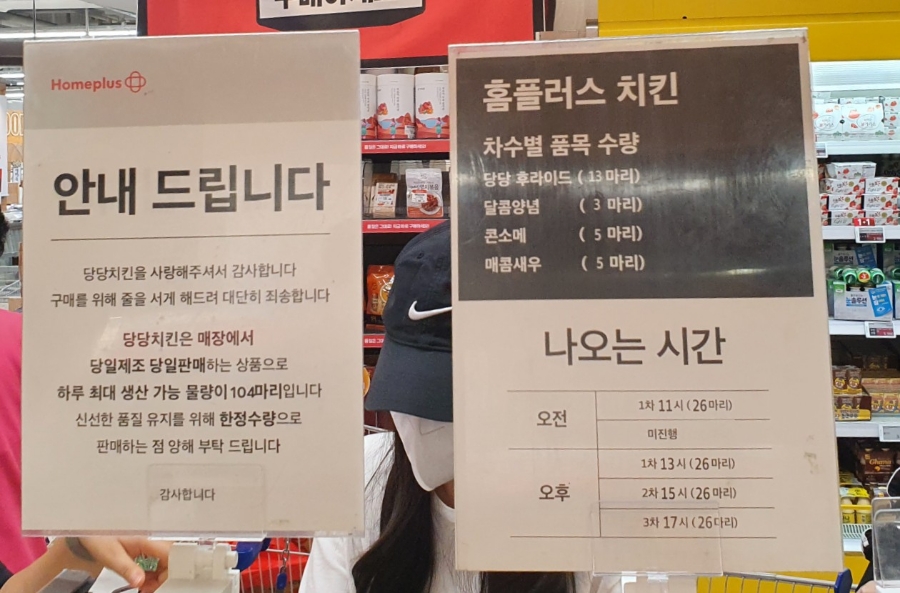 Homeplus
안내 드립니다
당당치킨을 사랑해주셔서 감사합니다
구매를 위해 줄을 서게 해드려 대단히 죄송합니다
당당치킨은 매장에서
당일제조 당일판매하는 상품으로
하루 최대 생산 가능 물량이 104마리입니다
신선한 품질 유지를 위해 한정수량으로
판매하는 점 양해 부탁 드립니다
감사합니다
홈플러스 치킨
차수별 품목 수량
당당 후라이드 ( 13 마리)
달콤양념 ( 3 마리)
콘소메 ( 5 마리)
매콤새우 ( 5 마리)
나오는 시간
오전
1차 11시 (26마리)
미진행
오후
1차 13시 (26마리)
2차 15시 (26마리)
3차 17시 (26마리)
1+1
Ghana